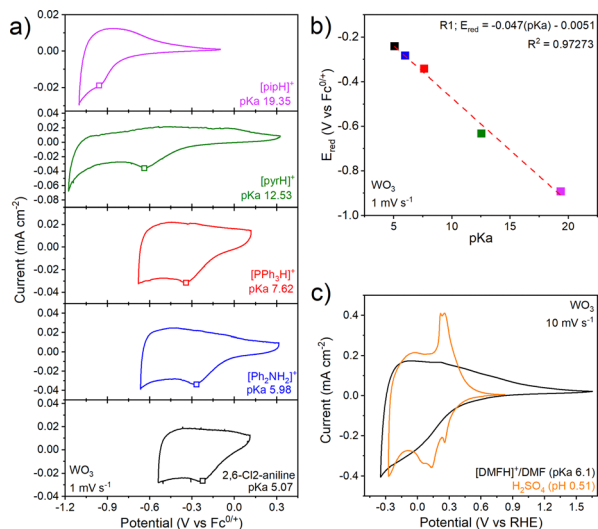 a)
0.02
0.00
-0.02
[pipH]⁺
pKa 19.35
0.04
0.02
0.00
-0.02
-0.04
-0.06
-0.08
[pyrH]⁺
pKa 12.53
0.04
0.02
0.00
-0.02
-0.04
[PPh₃H]⁺
pKa 7.62
0.04
0.02
0.00
-0.02
-0.04
[Ph₂NH₂]⁺
pKa 5.98
0.04
0.02
0.00
-0.02
-0.04
2,6-Cl2-aniline
pKa 5.07
WO₃
1 mV s⁻¹
Current (mA cm⁻²)
-1.2 -0.9 -0.6 -0.3 0.0 0.3
Potential (V vs Fc⁰ᐟ⁺)
b)
R1; E_red = -0.047(pKa) - 0.0051
R² = 0.97273
-0.2
-0.4
-0.6
-0.8
-1.0
E_red (V vs Fc⁰ᐟ⁺)
WO₃
1 mV s⁻¹
0 5 10 15 20
pKa
c)
WO₃
10 mV s⁻¹
0.4
0.2
0.0
-0.2
-0.4
Current (mA cm⁻²)
[DMFH]⁺/DMF (pKa 6.1)
H₂SO₄ (pH 0.51)
-0.3 0.0 0.3 0.6 0.9 1.2 1.5
Potential (V vs RHE)